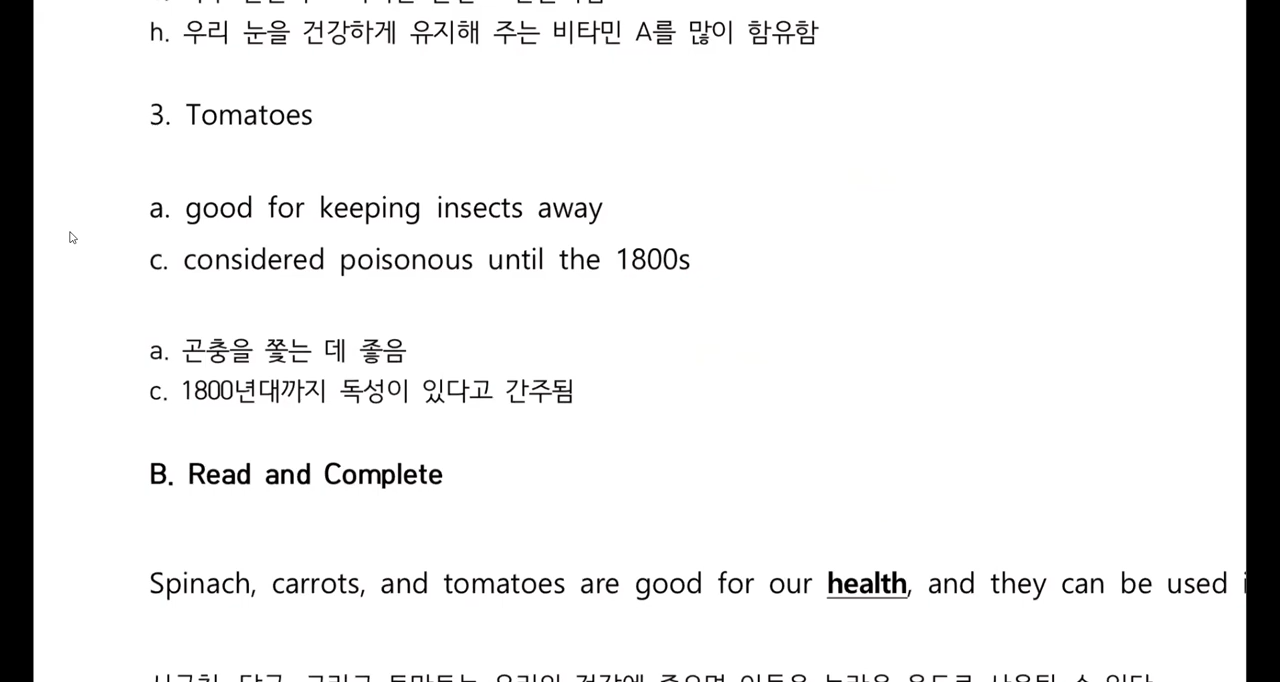 h. 우리 눈을 건강하게 유지해 주는 비타민 A를 많이 함유함
3. Tomatoes
a. good for keeping insects away
c. considered poisonous until the 1800s
a. 곤충을 쫓는 데 좋음
c. 1800년대까지 독성이 있다고 간주됨
B. Read and Complete
Spinach, carrots, and tomatoes are good for our health, and they can be used